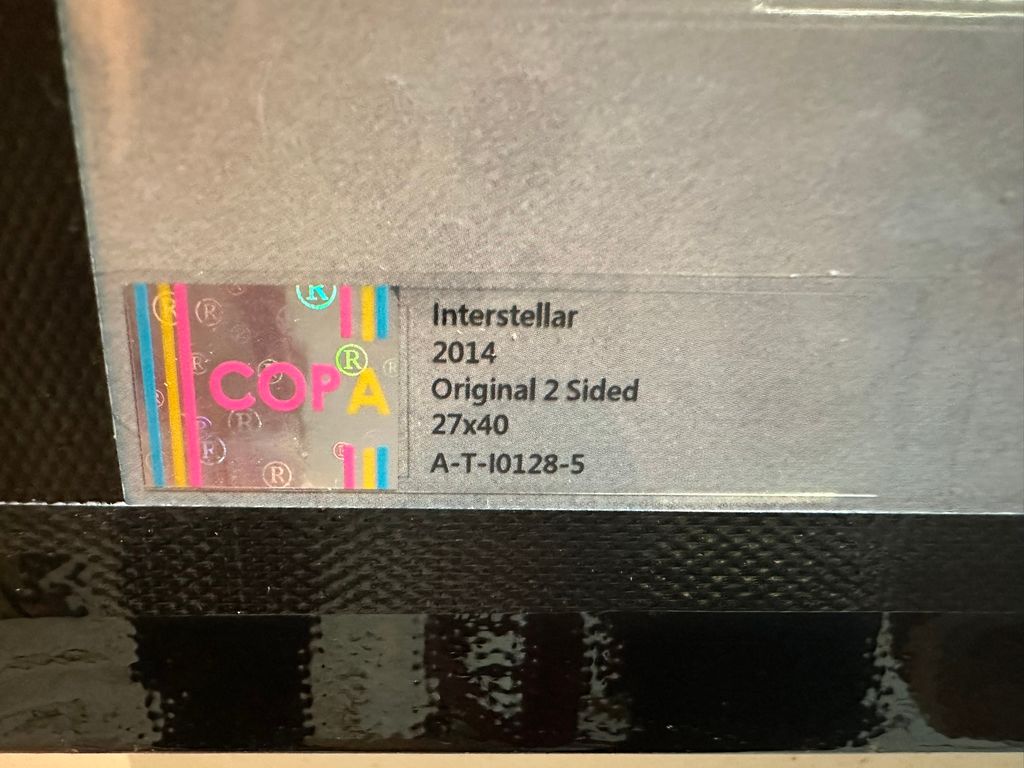 COPA
Interstellar
2014
Original 2 Sided
27x40
A-T-I0128-5